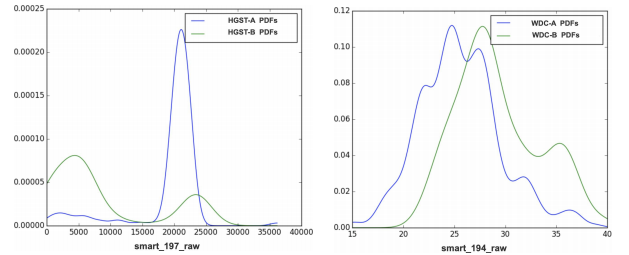 0.00025
0.00020
0.00015
0.00010
0.00005
0.00000
0 5000 10000 15000 20000 25000 30000 35000 40000
smart_197_raw
HGST-A PDFs
HGST-B PDFs
0.12
0.10
0.08
0.06
0.04
0.02
0.00
15 20 25 30 35 40
smart_194_raw
WDC-A PDFs
WDC-B PDFs